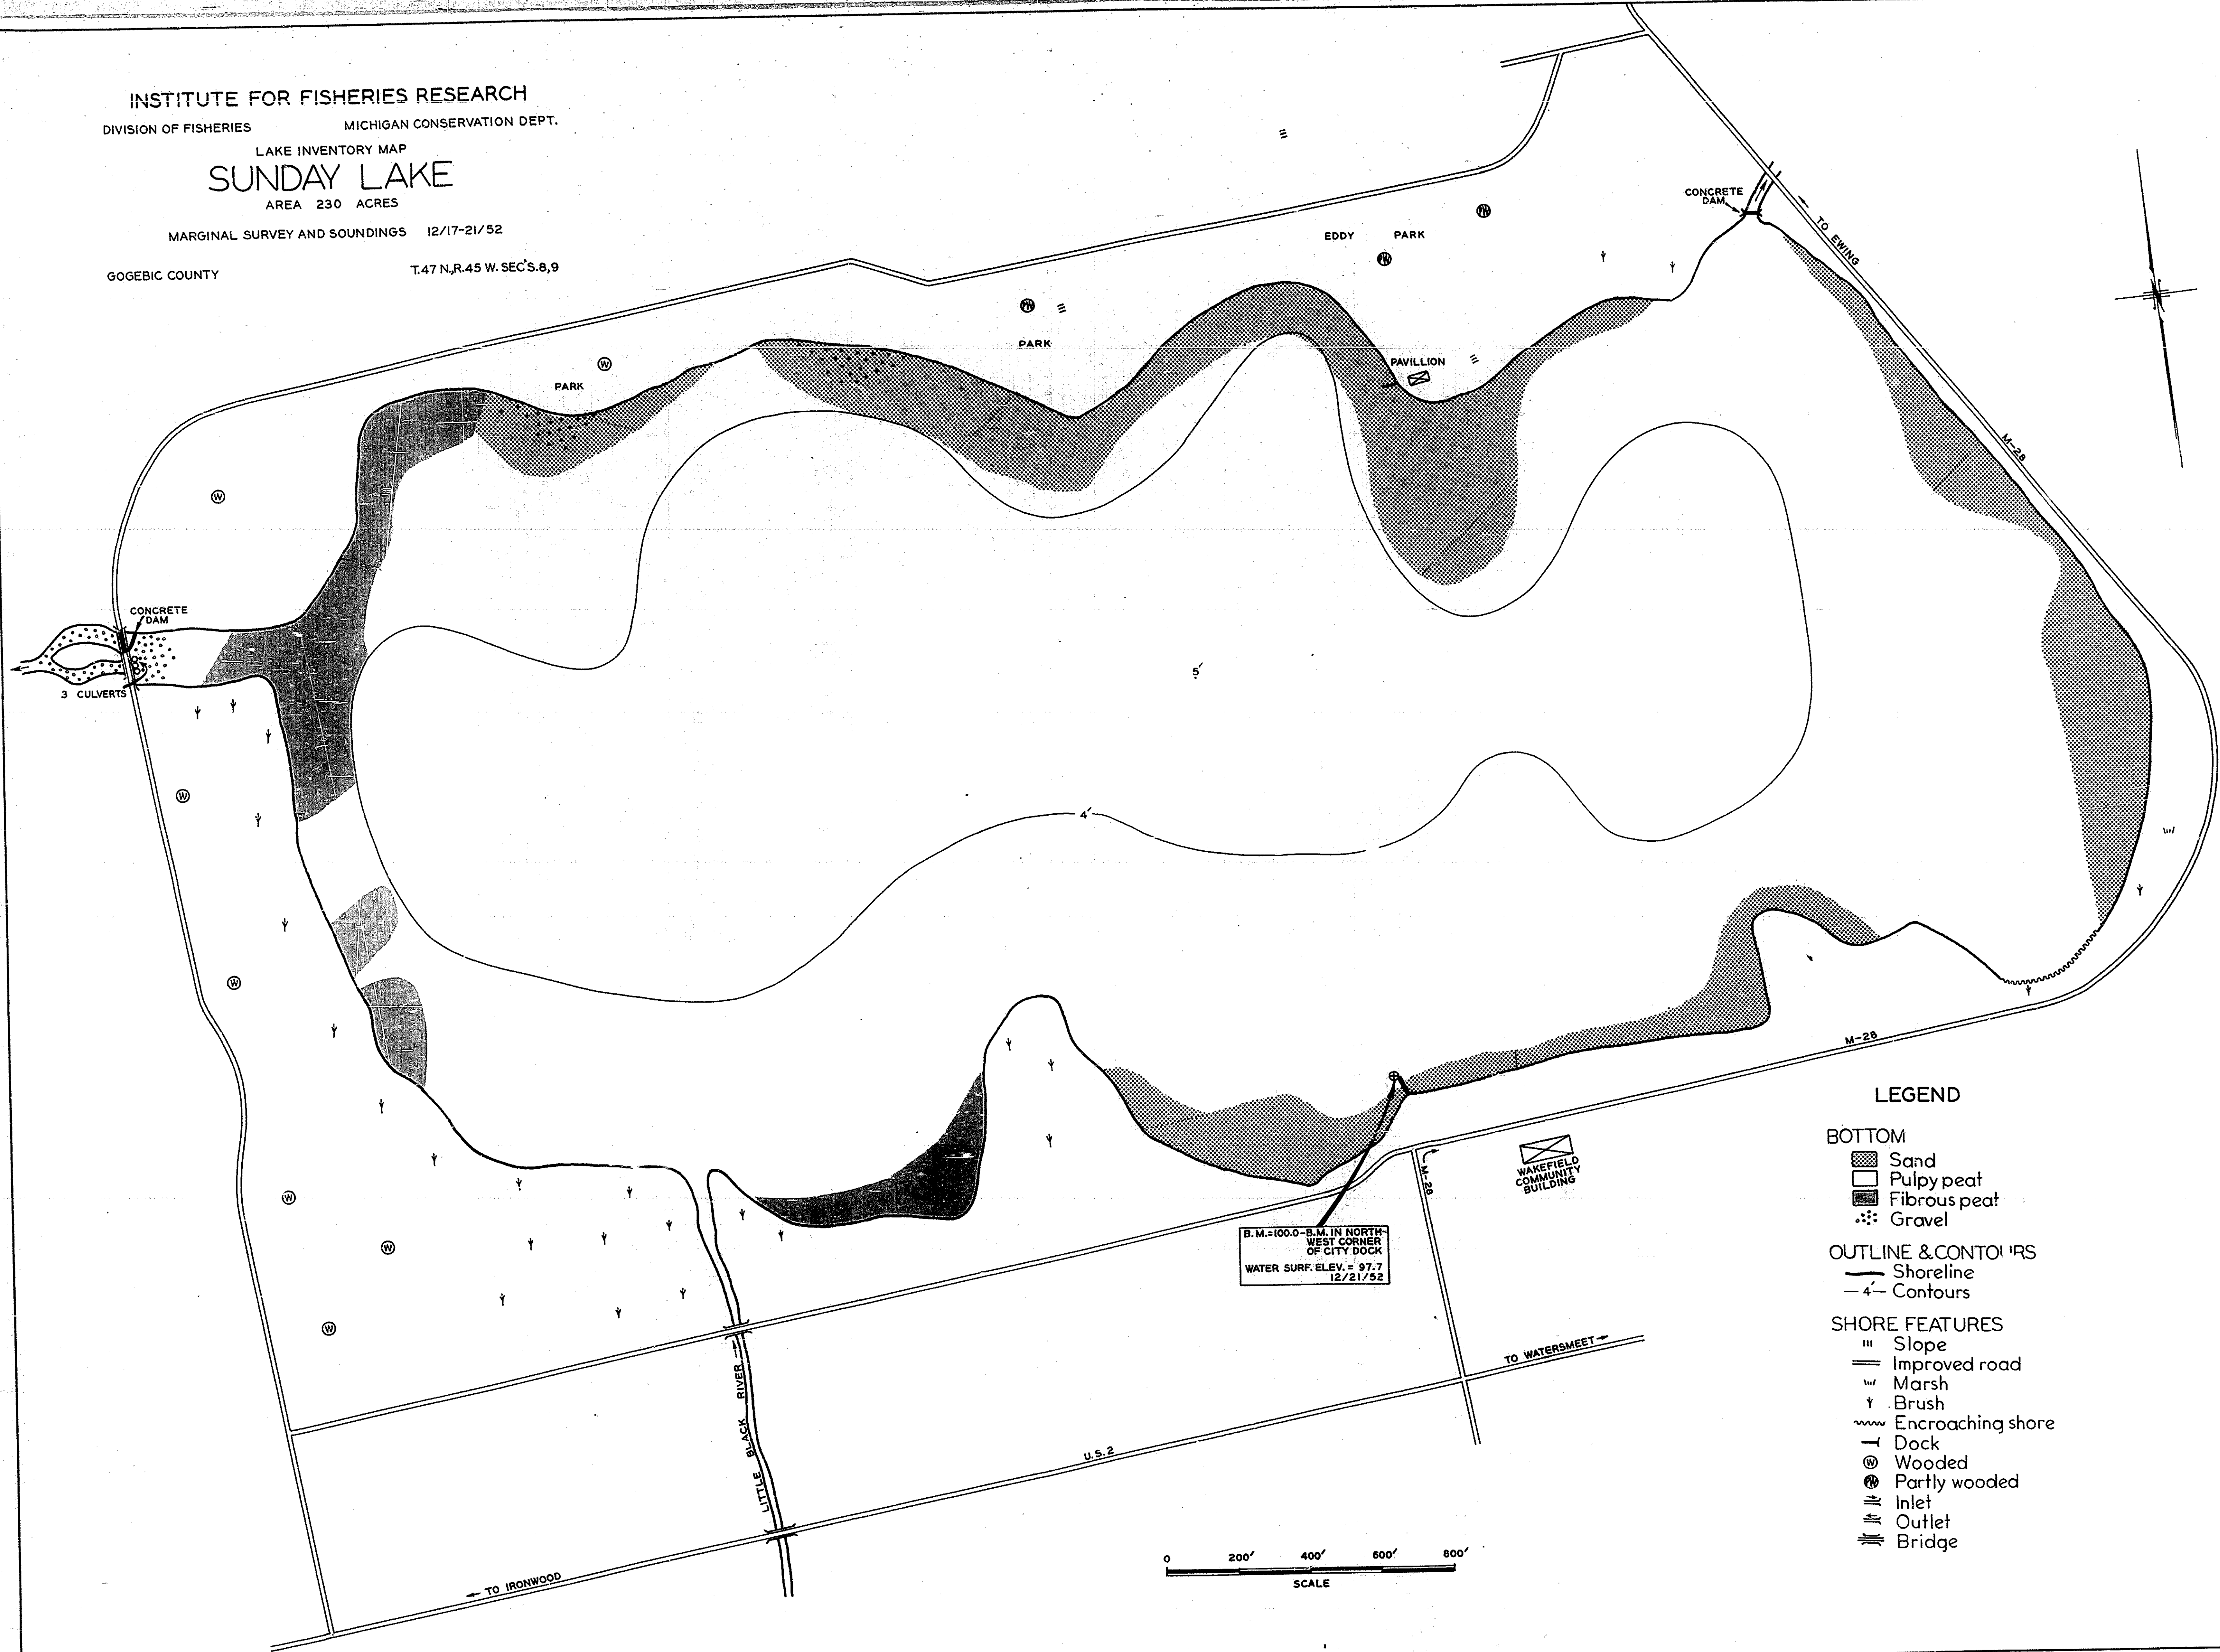 INSTITUTE FOR FISHERIES RESEARCH
DIVISION OF FISHERIES MICHIGAN CONSERVATION DEPT.
LAKE INVENTORY MAP
SUNDAY LAKE
AREA 230 ACRES
MARGINAL SURVEY AND SOUNDINGS 12/17-21/52
GOGEBIC COUNTY T.47 N.,R.45 W. SEC'S.8,9
CONCRETE
DAM
TO EWING
EDDY PARK
PW
PW
PW
PARK
PAVILLION
W
PARK
M-28
W
CONCRETE
DAM
3 CULVERTS
5'
W
4'
W
M-28
WAKEFIELD
COMMUNITY
BUILDING
M-28
W
W
W
B.M.=100.0-B.M. IN NORTH-
WEST CORNER
OF CITY DOCK
WATER SURF. ELEV. = 97.7
12/21/52
TO WATERSMEET
LITTLE BLACK RIVER
U.S.2
TO IRONWOOD
0 200' 400' 600' 800'
SCALE
LEGEND
BOTTOM
Sand
Pulpy peat
Fibrous peat
Gravel
OUTLINE & CONTOURS
Shoreline
4' Contours
SHORE FEATURES
Slope
Improved road
Marsh
Brush
Encroaching shore
Dock
W Wooded
PW Partly wooded
Inlet
Outlet
Bridge